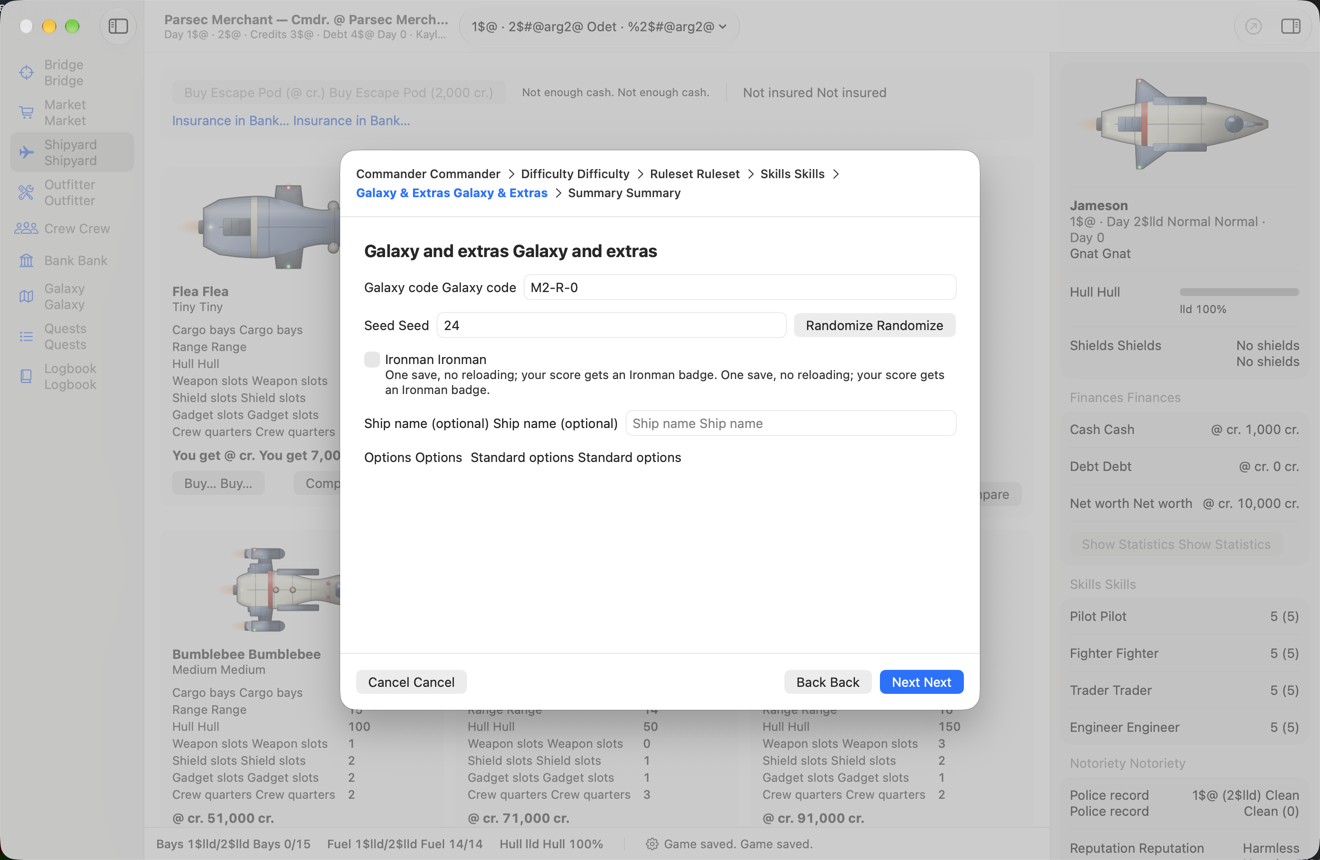 Parsec Merchant — Cmdr. @ Parsec Merch...
Day 1$@ · 2$@ · Credits 3$@ · Debt 4$@ Day 0 · Kayl...
1$@ · 2$#@arg2@ Odet · %2$#@arg2@
Bridge
Bridge
Market
Market
Shipyard
Shipyard
Outfitter
Outfitter
Crew Crew
Bank Bank
Galaxy
Galaxy
Quests
Quests
Logbook
Logbook
Buy Escape Pod (@ cr.) Buy Escape Pod (2,000 cr.)
Not enough cash. Not enough cash.
Not insured Not insured
Insurance in Bank... Insurance in Bank...
Flea Flea
Tiny Tiny
Cargo bays Cargo bays
Range Range
Hull Hull
Weapon slots Weapon slots
Shield slots Shield slots
Gadget slots Gadget slots
Crew quarters Crew quarters
You get @ cr. You get 7,00
Buy... Buy...
Comp
pare
Commander Commander
Difficulty Difficulty
Ruleset Ruleset
Skills Skills
Galaxy & Extras Galaxy & Extras
Summary Summary
Galaxy and extras Galaxy and extras
Galaxy code Galaxy code
M2-R-0
Seed Seed
24
Randomize Randomize
Ironman Ironman
One save, no reloading; your score gets an Ironman badge. One save, no reloading; your score gets
an Ironman badge.
Ship name (optional) Ship name (optional)
Ship name Ship name
Options Options
Standard options Standard options
Cancel Cancel
Back Back
Next Next
Bumblebee Bumblebee
Medium Medium
Cargo bays Cargo bays
Range Range
15
Hull Hull
100
Weapon slots Weapon slots
1
Shield slots Shield slots
2
Gadget slots Gadget slots
2
Crew quarters Crew quarters
2
@ cr. 51,000 cr.
Range Range
14
Hull Hull
50
Weapon slots Weapon slots
0
Shield slots Shield slots
1
Gadget slots Gadget slots
1
Crew quarters Crew quarters
3
@ cr. 71,000 cr.
Range Range
16
Hull Hull
150
Weapon slots Weapon slots
3
Shield slots Shield slots
2
Gadget slots Gadget slots
1
Crew quarters Crew quarters
2
@ cr. 91,000 cr.
Bays 1$lld/2$lld Bays 0/15
Fuel 1$lld/2$lld Fuel 14/14
Hull lld Hull 100%
Game saved. Game saved.
Jameson
1$@ · Day 2$lld Normal Normal ·
Day 0
Gnat Gnat
Hull Hull
lld 100%
Shields Shields
No shields
No shields
Finances Finances
Cash Cash
@ cr. 1,000 cr.
Debt Debt
@ cr. 0 cr.
Net worth Net worth
@ cr. 10,000 cr.
Show Statistics Show Statistics
Skills Skills
Pilot Pilot
5 (5)
Fighter Fighter
5 (5)
Trader Trader
5 (5)
Engineer Engineer
5 (5)
Notoriety Notoriety
Police record
Police record
1$@ (2$lld) Clean
Clean (0)
Reputation Reputation
Harmless